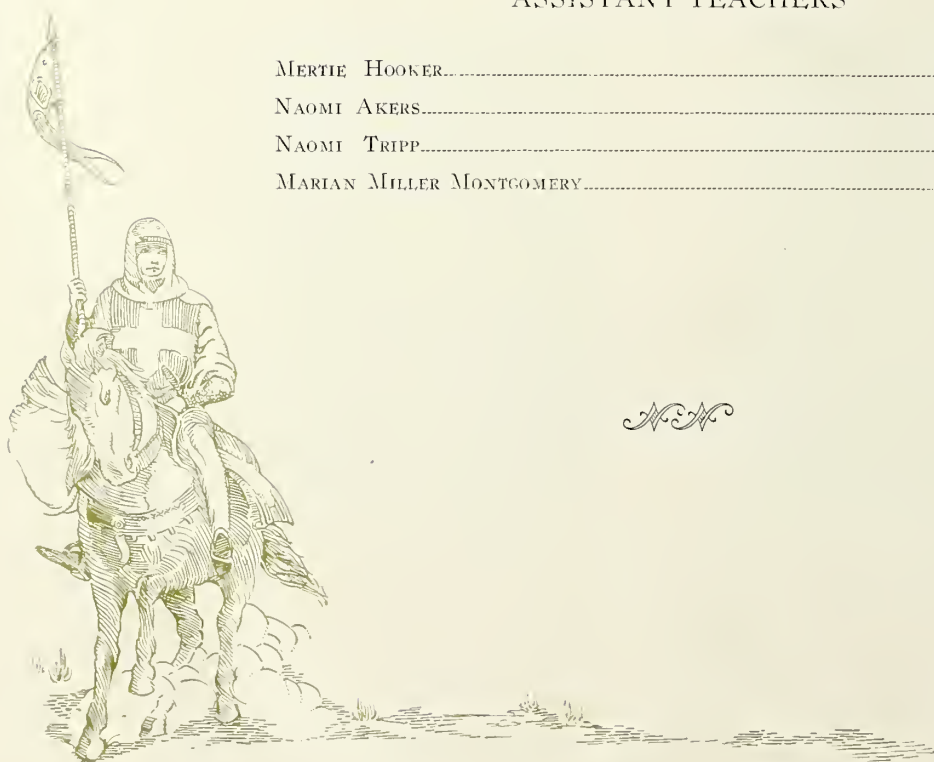 ASSISTANT TEACHERS
Mertie Hooker
Naomi Akers
Naomi Tripp
Marian Miller Montgomery